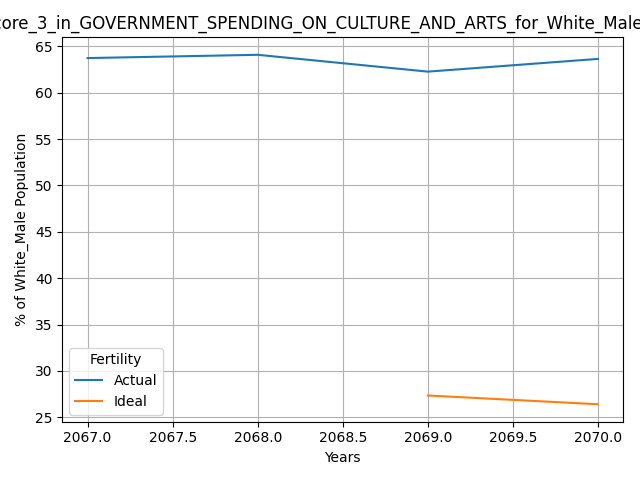 core_3_in_GOVERNMENT_SPENDING_ON_CULTURE_AND_ARTS_for_White_Male
65
60
55
50
45
40
35
30
25
% of White_Male Population
Fertility
Actual
Ideal
2067.0 2067.5 2068.0 2068.5 2069.0 2069.5 2070.0
Years